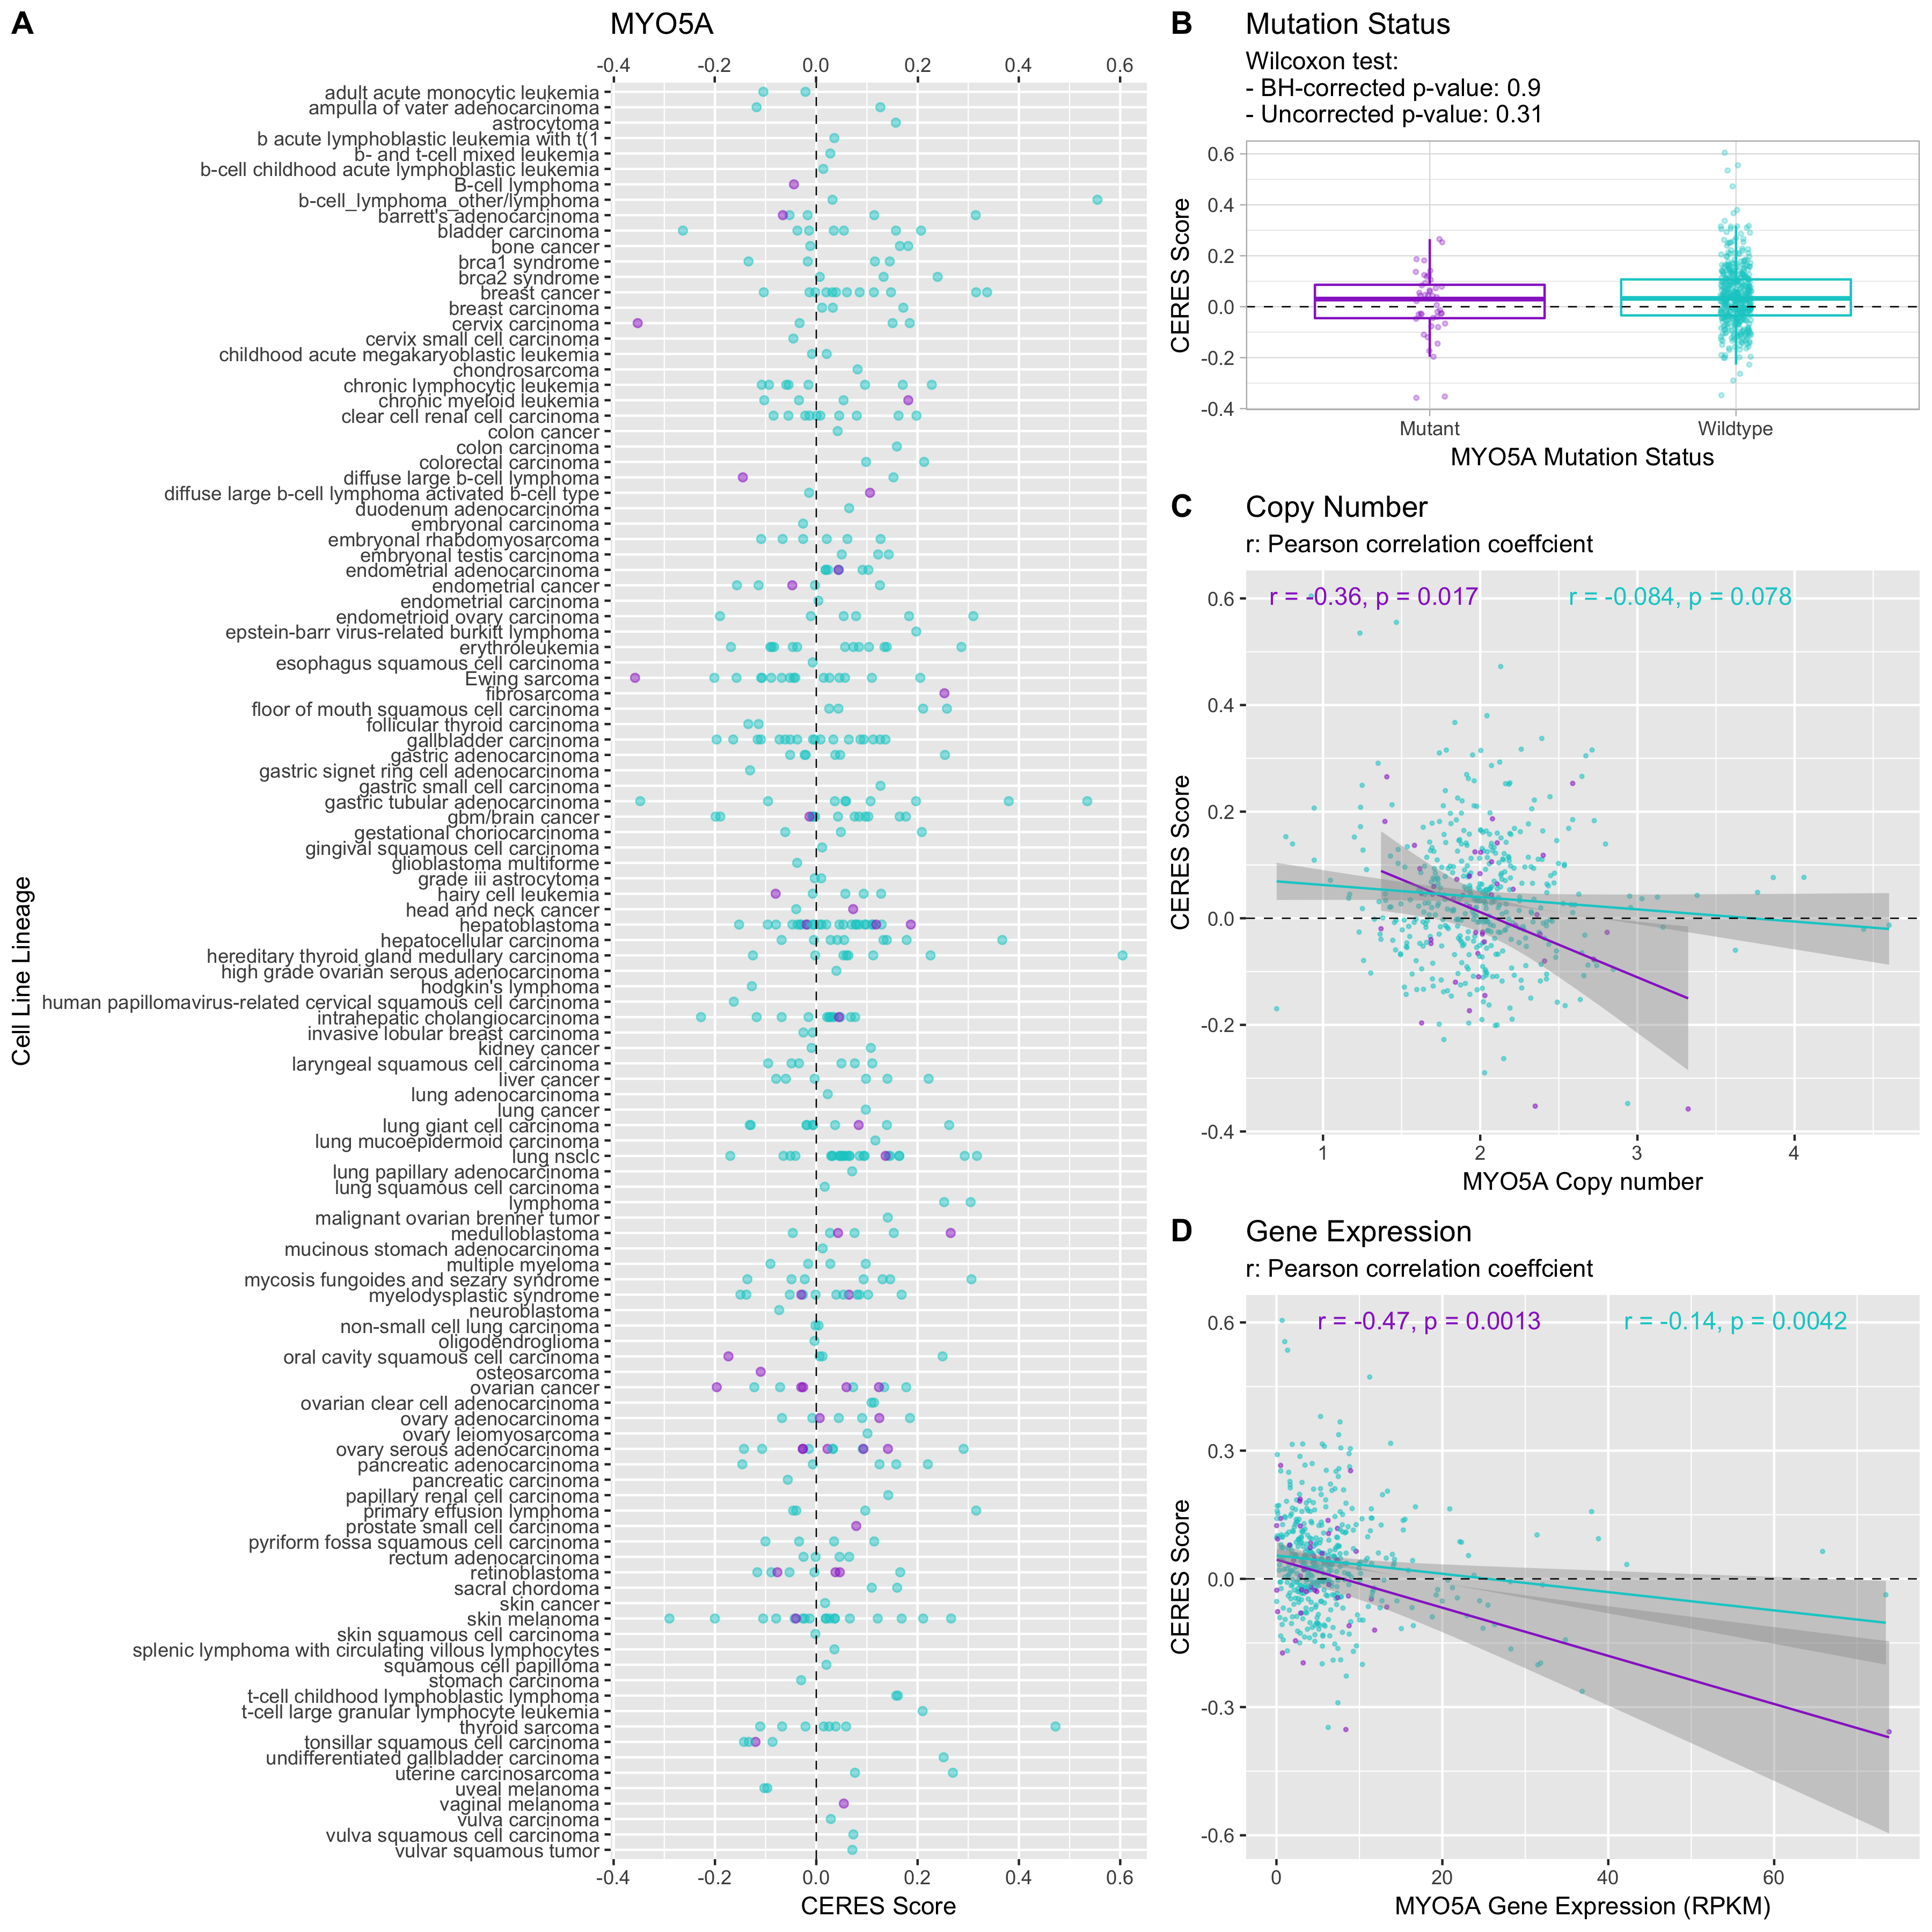 A
MYO5A
-0.4 -0.2 0.0 0.2 0.4 0.6
adult acute monocytic leukemia
ampulla of vater adenocarcinoma
astrocytoma
b acute lymphoblastic leukemia with t(1
b- and t-cell mixed leukemia
b-cell childhood acute lymphoblastic leukemia
B-cell lymphoma
b-cell_lymphoma_other/lymphoma
barrett's adenocarcinoma
bladder carcinoma
bone cancer
brca1 syndrome
brca2 syndrome
breast cancer
breast carcinoma
cervix carcinoma
cervix small cell carcinoma
childhood acute megakaryoblastic leukemia
chondrosarcoma
chronic lymphocytic leukemia
chronic myeloid leukemia
clear cell renal cell carcinoma
colon cancer
colon carcinoma
colorectal carcinoma
diffuse large b-cell lymphoma
diffuse large b-cell lymphoma activated b-cell type
duodenum adenocarcinoma
embryonal carcinoma
embryonal rhabdomyosarcoma
embryonal testis carcinoma
endometrial adenocarcinoma
endometrial cancer
endometrial carcinoma
endometrioid ovary carcinoma
epstein-barr virus-related burkitt lymphoma
erythroleukemia
esophagus squamous cell carcinoma
Ewing sarcoma
fibrosarcoma
floor of mouth squamous cell carcinoma
follicular thyroid carcinoma
gallbladder carcinoma
gastric adenocarcinoma
gastric signet ring cell adenocarcinoma
gastric small cell carcinoma
gastric tubular adenocarcinoma
gbm/brain cancer
gestational choriocarcinoma
gingival squamous cell carcinoma
glioblastoma multiforme
grade iii astrocytoma
hairy cell leukemia
head and neck cancer
hepatoblastoma
hepatocellular carcinoma
hereditary thyroid gland medullary carcinoma
high grade ovarian serous adenocarcinoma
hodgkin's lymphoma
human papillomavirus-related cervical squamous cell carcinoma
intrahepatic cholangiocarcinoma
invasive lobular breast carcinoma
kidney cancer
laryngeal squamous cell carcinoma
liver cancer
lung adenocarcinoma
lung cancer
lung giant cell carcinoma
lung mucoepidermoid carcinoma
lung nsclc
lung papillary adenocarcinoma
lung squamous cell carcinoma
lymphoma
malignant ovarian brenner tumor
medulloblastoma
mucinous stomach adenocarcinoma
multiple myeloma
mycosis fungoides and sezary syndrome
myelodysplastic syndrome
neuroblastoma
non-small cell lung carcinoma
oligodendroglioma
oral cavity squamous cell carcinoma
osteosarcoma
ovarian cancer
ovarian clear cell adenocarcinoma
ovary adenocarcinoma
ovary leiomyosarcoma
ovary serous adenocarcinoma
pancreatic adenocarcinoma
pancreatic carcinoma
papillary renal cell carcinoma
primary effusion lymphoma
prostate small cell carcinoma
pyriform fossa squamous cell carcinoma
rectum adenocarcinoma
retinoblastoma
sacral chordoma
skin cancer
skin melanoma
skin squamous cell carcinoma
splenic lymphoma with circulating villous lymphocytes
squamous cell papilloma
stomach carcinoma
t-cell childhood lymphoblastic lymphoma
t-cell large granular lymphocyte leukemia
thyroid sarcoma
tonsillar squamous cell carcinoma
undifferentiated gallbladder carcinoma
uterine carcinosarcoma
uveal melanoma
vaginal melanoma
vulva carcinoma
vulva squamous cell carcinoma
vulvar squamous tumor
-0.4 -0.2 0.0 0.2 0.4 0.6
CERES Score
Cell Line Lineage
B
Mutation Status
Wilcoxon test:
- BH-corrected p-value: 0.9
- Uncorrected p-value: 0.31
0.6
0.4
0.2
0.0
-0.2
-0.4
CERES Score
Mutant Wildtype
MYO5A Mutation Status
C
Copy Number
r: Pearson correlation coeffcient
r = -0.36, p = 0.017 r = -0.084, p = 0.078
0.6
0.4
0.2
0.0
-0.2
-0.4
CERES Score
1 2 3 4
MYO5A Copy number
D
Gene Expression
r: Pearson correlation coeffcient
r = -0.47, p = 0.0013 r = -0.14, p = 0.0042
0.6
0.3
0.0
-0.3
-0.6
CERES Score
0 20 40 60
MYO5A Gene Expression (RPKM)